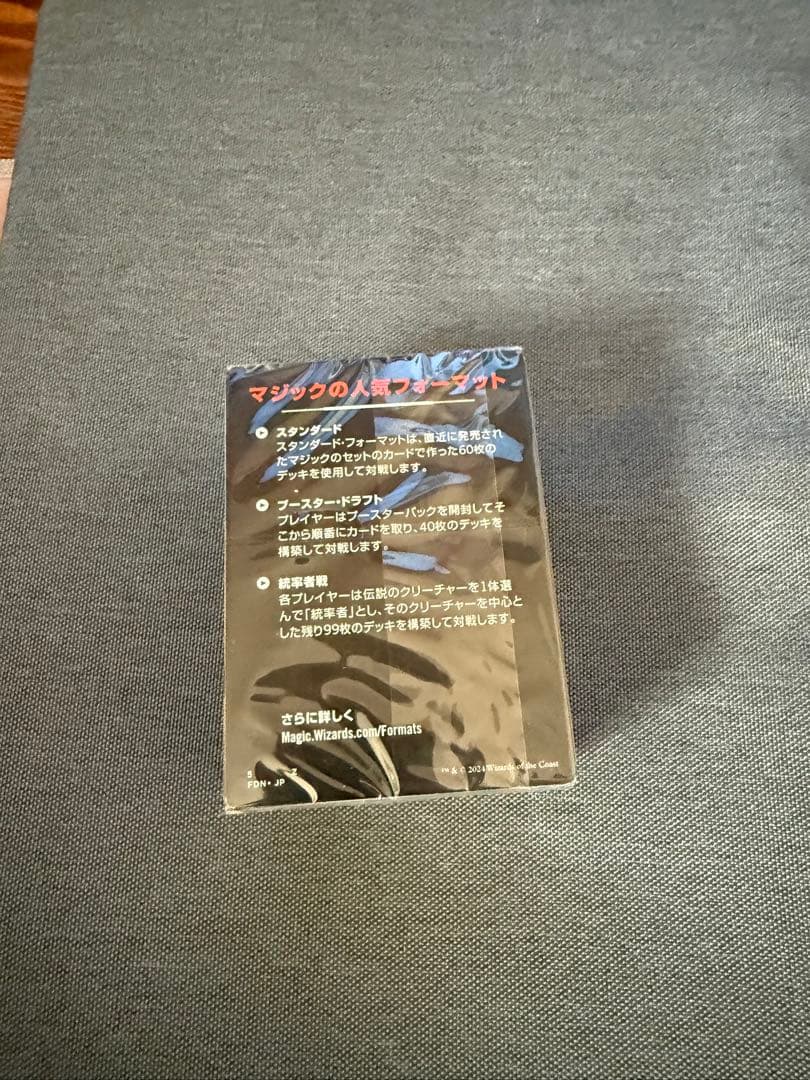 マジックの人気フォーマット
スタンダード
スタンダード・フォーマットは、直近に発売され
たマジックのセットのカードで作った60枚の
デッキを使用して対戦します。
ブースター・ドラフト
プレイヤーはブースターパックを開封してそ
こから順番にカードを取り、40枚のデッキを
構築して対戦します。
統率者戦
各プレイヤーは伝説のクリーチャーを1体選
んで「統率者」とし、そのクリーチャーを中心と
した残り99枚のデッキを構築して対戦します。
さらに詳しく
Magic.Wizards.com/Formats
FDN • JP
™ & © 2024 Wizards of the Coast